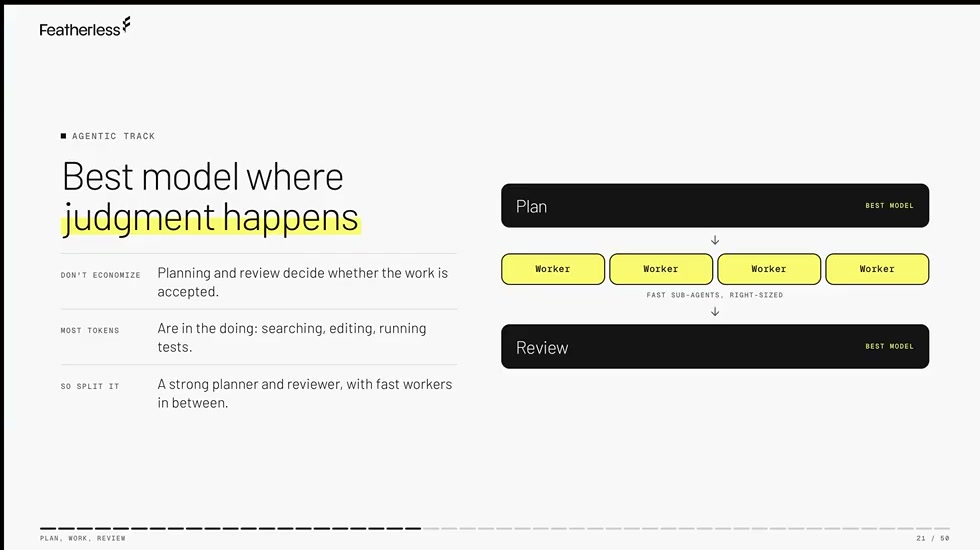 Featherless
AGENTIC TRACK
Best model where
judgment happens
DON'T ECONOMIZE
Planning and review decide whether the work is
accepted.
MOST TOKENS
Are in the doing: searching, editing, running
tests.
SO SPLIT IT
A strong planner and reviewer, with fast workers
in between.
Plan
BEST MODEL
Worker
Worker
Worker
Worker
FAST SUB-AGENTS, RIGHT-SIZED
Review
BEST MODEL
PLAN, WORK, REVIEW
21 / 50